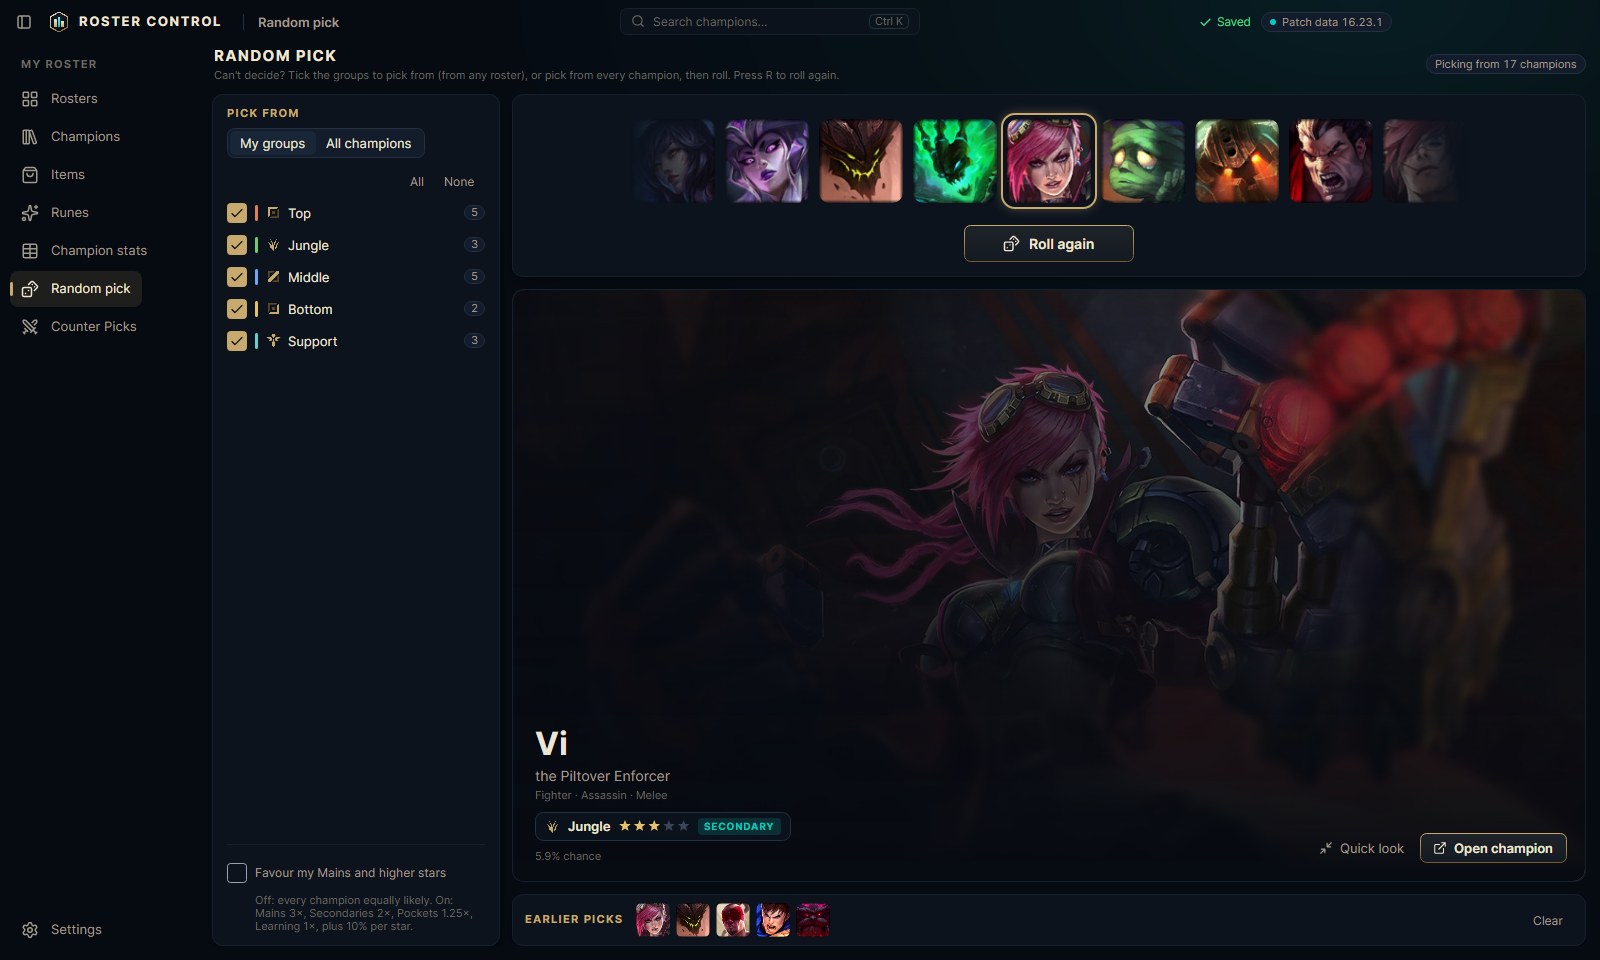 ROSTER CONTROL
Random pick
Search champions...
Ctrl K
Saved
Patch data 16.23.1
MY ROSTER
Rosters
Champions
Items
Runes
Champion stats
Random pick
Counter Picks
Settings
RANDOM PICK
Can't decide? Tick the groups to pick from (from any roster), or pick from every champion, then roll. Press R to roll again.
Picking from 17 champions
PICK FROM
My groups
All champions
All
None
Top
5
Jungle
3
Middle
5
Bottom
2
Support
3
Favour my Mains and higher stars
Off: every champion equally likely. On:
Mains 3×, Secondaries 2×, Pockets 1.25×,
Learning 1×, plus 10% per star.
Roll again
Vi
the Piltover Enforcer
Fighter · Assassin · Melee
Jungle
SECONDARY
5.9% chance
Quick look
Open champion
EARLIER PICKS
Clear